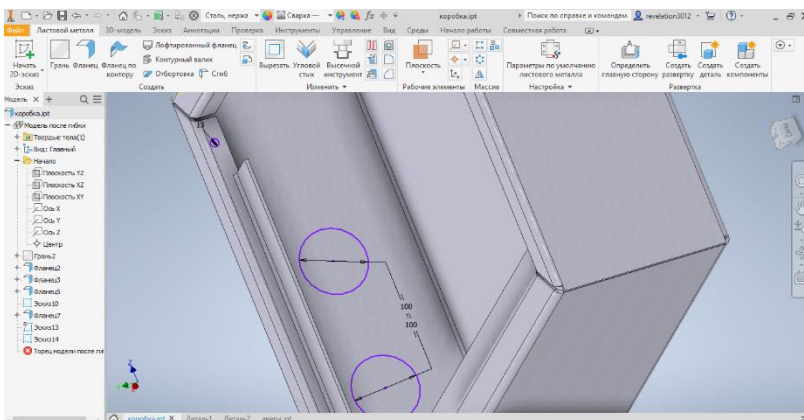 Сталь, нержа
Сварка —
коробка.ipt
Поиск по справке и командам.
revelation3012
Файл Листовой металл 3D-модель Эскиз Аннотации Проверка Инструменты Управление Вид Среды Начало работы Совместная работа
Лофтированный фланец
Контурный валик
Отбортовка Сгиб
Начать 2D-эскиз
Грань Фланец Фланец по контору
Вырезать Угловой стык Высечной инструмент
Плоскость
Параметры по умолчанию листового металла
Определить главную сторону
Создать развертку
Создать деталь
Создать компоненты
Эскиз Создать Изменить Рабочие элементы Массив Настройка Развертка
Модель
коробка.ipt
Модель после гибки
Твердые тела(1)
Вид: Главный
Начало
Плоскость YZ
Плоскость XZ
Плоскость XY
Ось X
Ось Y
Ось Z
Центр
Грань2
Фланец2
Фланец3
Фланец5
Эскиз10
Фланец7
Эскиз13
Эскиз14
Торец модели после ги
13
100
100
Z
коробка.ipt Деталь1 Деталь2 двери.ipt